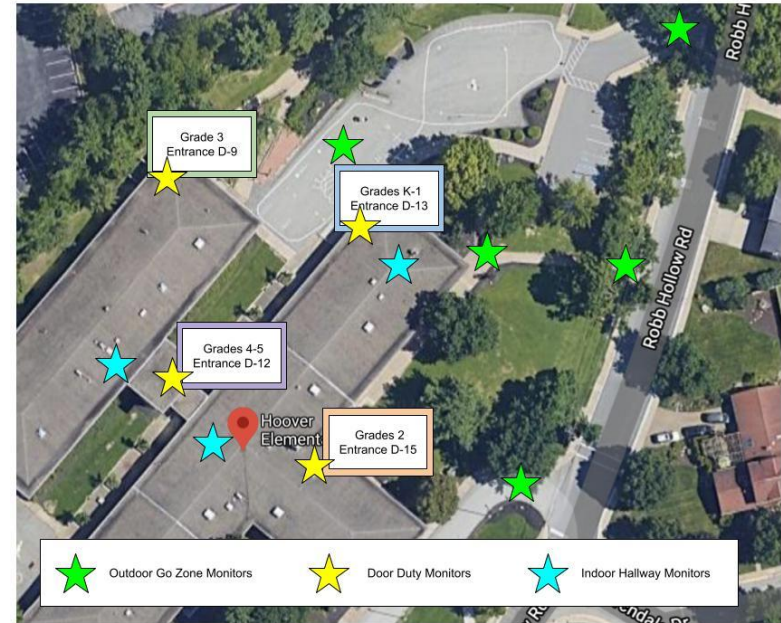 Robb H
Grade 3
Entrance D-9
Grades K-1
Entrance D-13
Robb Hollow Rd
Grades 4-5
Entrance D-12
Hoover
Element
Grades 2
Entrance D-15
Outdoor Go Zone Monitors
Door Duty Monitors
Indoor Hallway Monitors